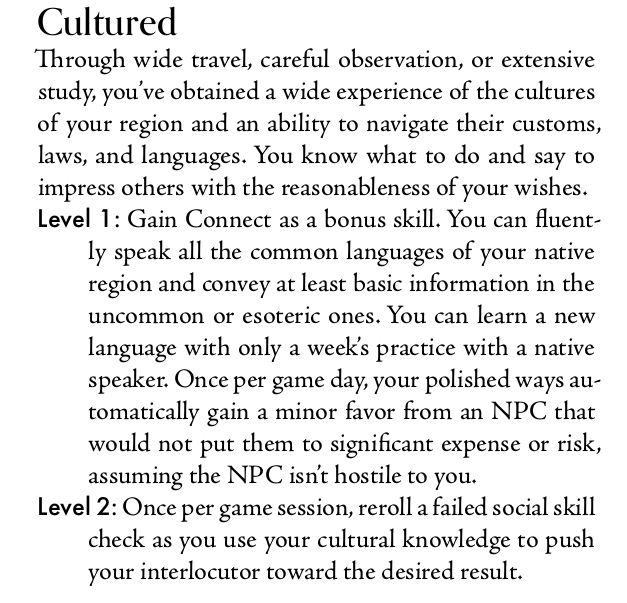 Cultured
Through wide travel, careful observation, or extensive
study, you've obtained a wide experience of the cultures
of your region and an ability to navigate their customs,
laws, and languages. You know what to do and say to
impress others with the reasonableness of your wishes.
Level 1: Gain Connect as a bonus skill. You can fluent-
ly speak all the common languages of your native
region and convey at least basic information in the
uncommon or esoteric ones. You can learn a new
language with only a week's practice with a native
speaker. Once per game day, your polished ways au-
tomatically gain a minor favor from an NPC that
would not put them to significant expense or risk,
assuming the NPC isn't hostile to you.
Level 2: Once per game session, reroll a failed social skill
check as you use your cultural knowledge to push
your interlocutor toward the desired result.